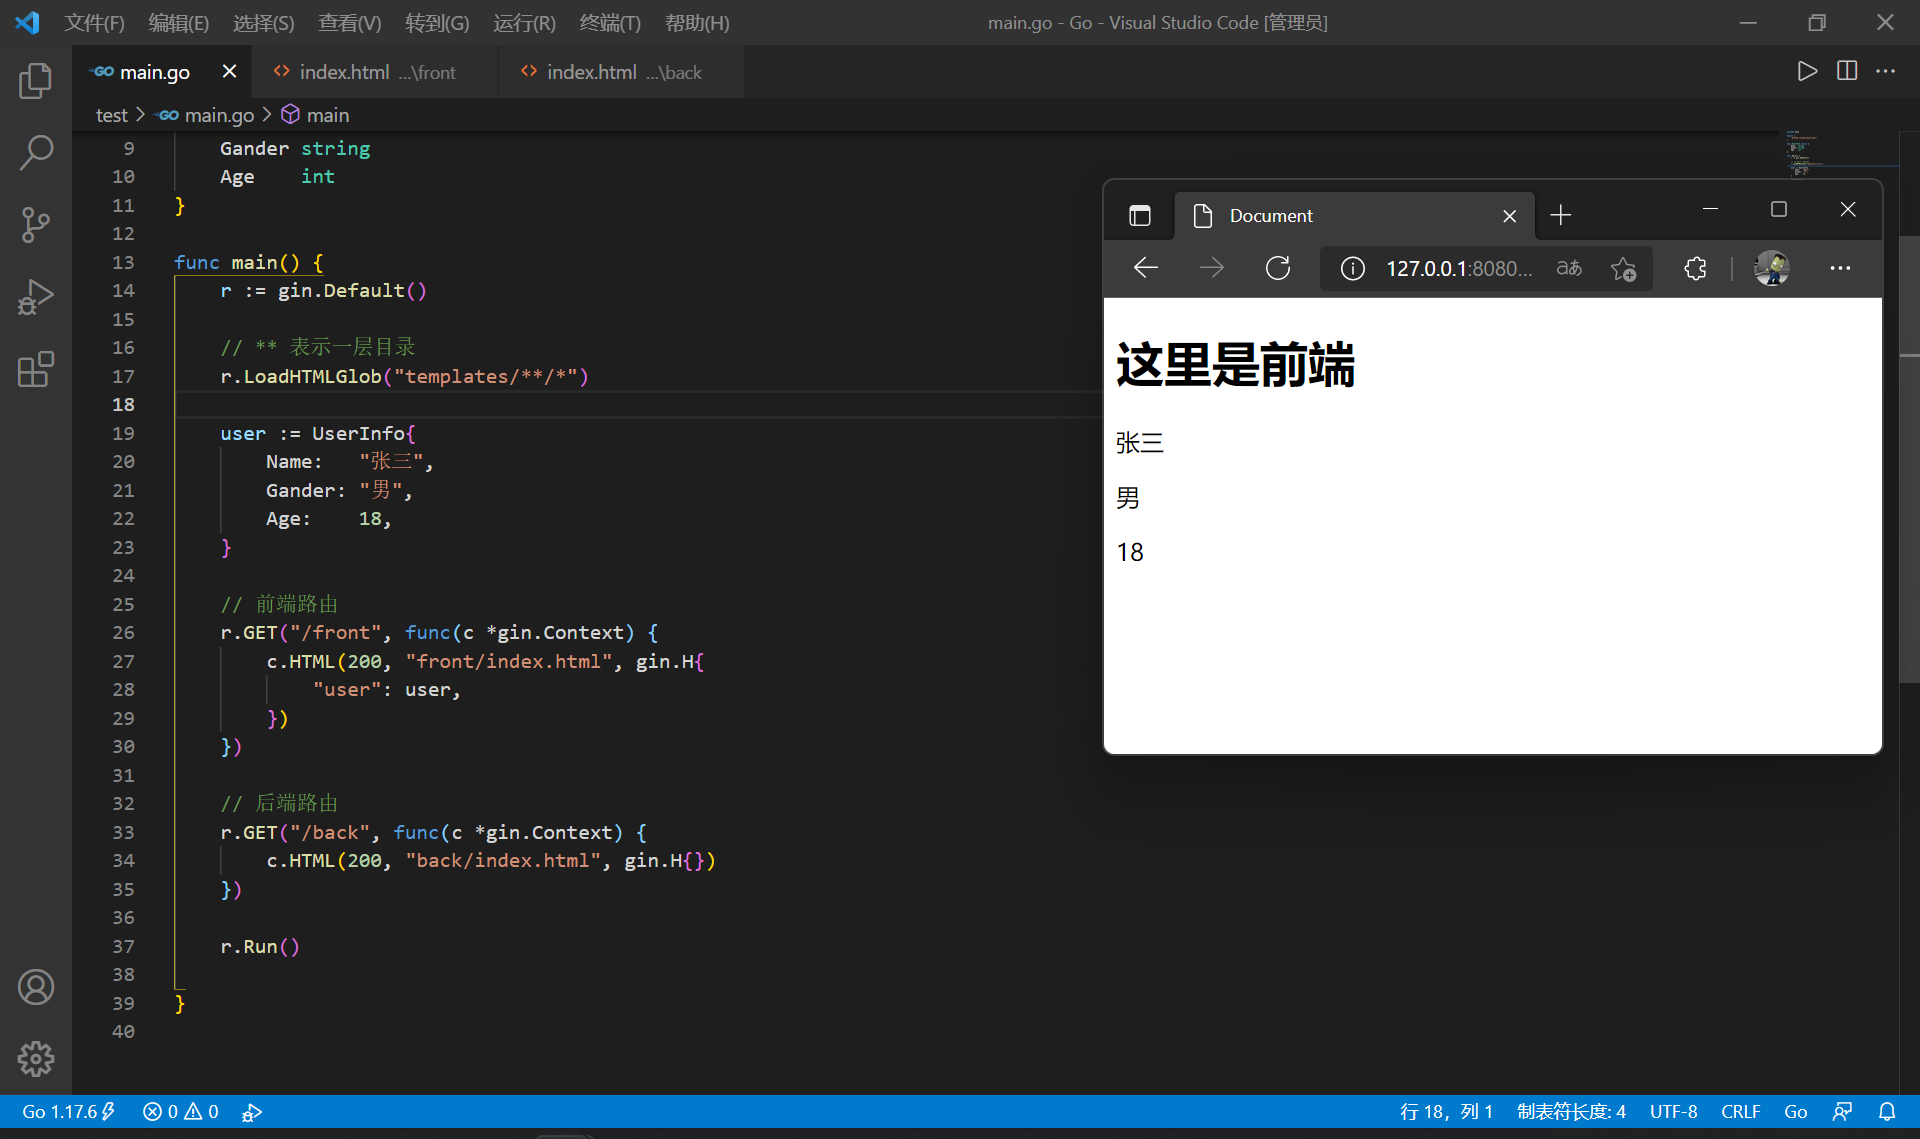 文件(F) 编辑(E) 选择(S) 查看(V) 转到(G) 运行(R) 终端(T) 帮助(H) main.go - Go - Visual Studio Code [管理员]
main.go index.html ...\front index.html ...\back
test > main.go > main
9 Gander string
10 Age int
11 }
12
13 func main() {
14 r := gin.Default()
15
16 // ** 表示一层目录
17 r.LoadHTMLGlob("templates/**/*")
18
19 user := UserInfo{
20 Name: "张三",
21 Gander: "男",
22 Age: 18,
23 }
24
25 // 前端路由
26 r.GET("/front", func(c *gin.Context) {
27 c.HTML(200, "front/index.html", gin.H{
28 "user": user,
29 })
30 })
31
32 // 后端路由
33 r.GET("/back", func(c *gin.Context) {
34 c.HTML(200, "back/index.html", gin.H{})
35 })
36
37 r.Run()
38
39 }
40
Document
127.0.0.1:8080... aあ
这里是前端
张三
男
18
Go 1.17.6 0 0 行 18，列 1 制表符长度: 4 UTF-8 CRLF Go